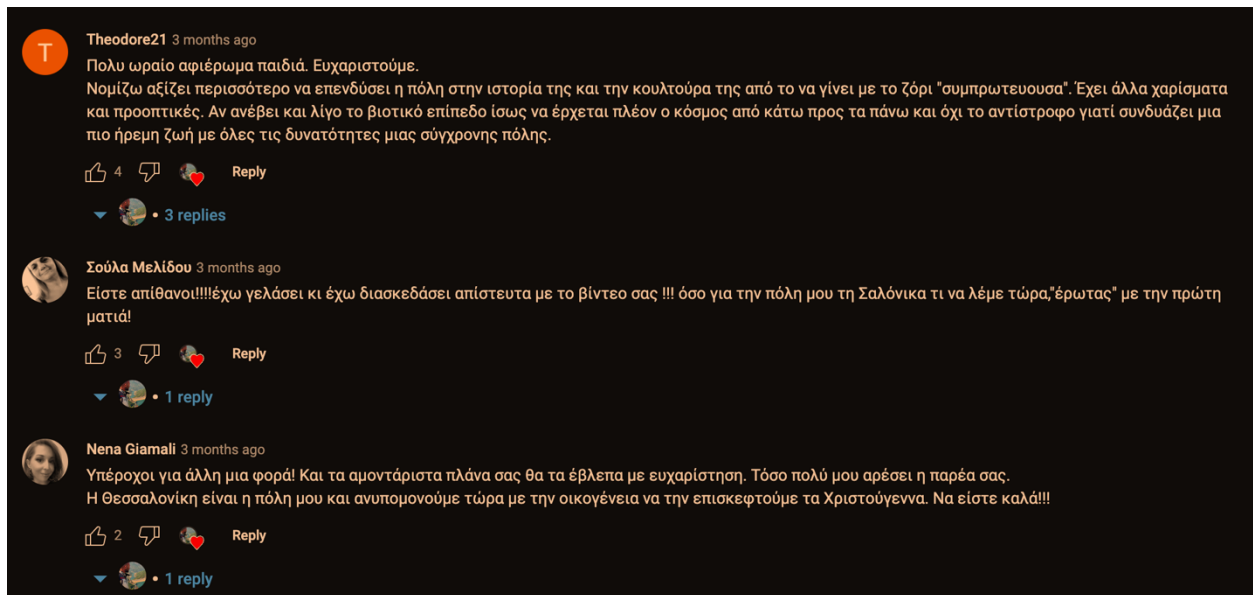 T
Theodore21 3 months ago
Πολυ ωραίο αφιέρωμα παιδιά. Ευχαριστούμε.
Νομίζω αξίζει περισσότερο να επενδύσει η πόλη στην ιστορία της και την κουλτούρα της από το να γίνει με το ζόρι "συμπρωτευουσα". Έχει άλλα χαρίσματα
και προοπτικές. Αν ανέβει και λίγο το βιοτικό επίπεδο ίσως να έρχεται πλέον ο κόσμος από κάτω προς τα πάνω και όχι το αντίστροφο γιατί συνδυάζει μια
πιο ήρεμη ζωή με όλες τις δυνατότητες μιας σύγχρονης πόλης.
4 Reply
• 3 replies
Σούλα Μελίδου 3 months ago
Είστε απίθανοι!!!!έχω γελάσει κι έχω διασκεδάσει απίστευτα με το βίντεο σας !!! όσο για την πόλη μου τη Σαλόνικα τι να λέμε τώρα,"έρωτας" με την πρώτη
ματιά!
3 Reply
• 1 reply
Nena Giamali 3 months ago
Υπέροχοι για άλλη μια φορά! Και τα αμοντάριστα πλάνα σας θα τα έβλεπα με ευχαρίστηση. Τόσο πολύ μου αρέσει η παρέα σας.
Η Θεσσαλονίκη είναι η πόλη μου και ανυπομονούμε τώρα με την οικογένεια να την επισκεφτούμε τα Χριστούγεννα. Να είστε καλά!!!
2 Reply
• 1 reply